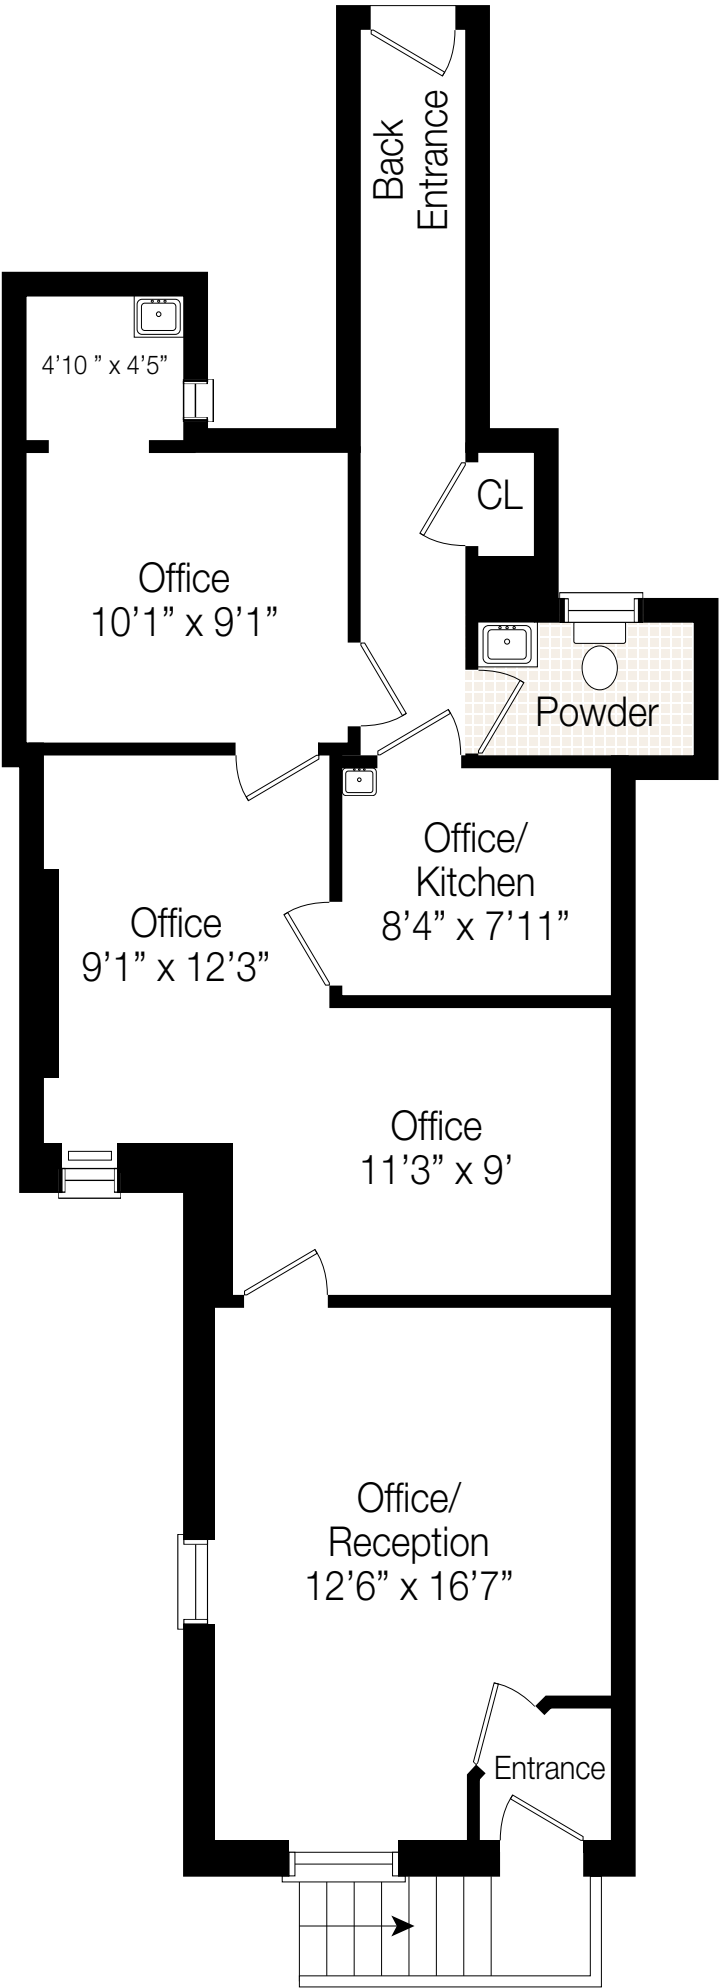 Back
Entrance
4’10 ” x 4’5”
CL
Office
10’1” x 9’1”
Powder
Office/
Kitchen
8’4” x 7’11”
Office
9’1” x 12’3”
Office
11’3” x 9’
Office/
Reception
12’6” x 16’7”
Entrance